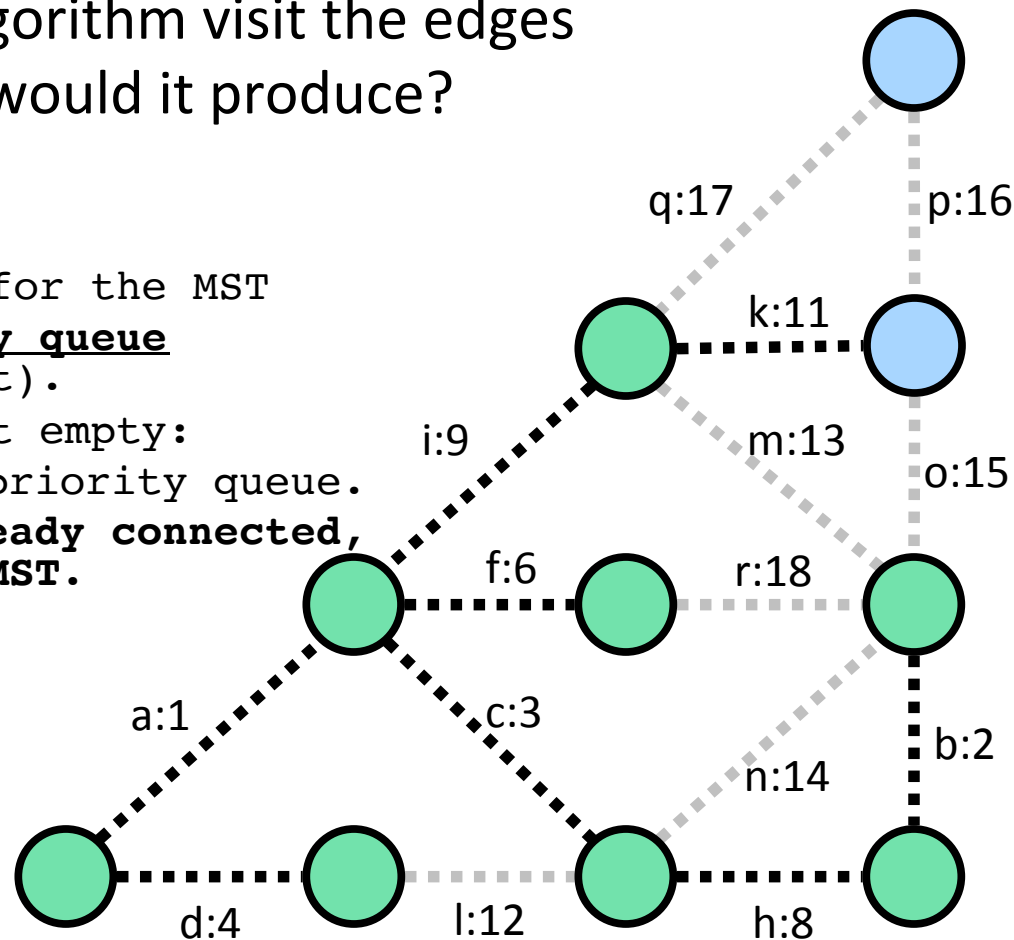 gorithm visit the edges
would it produce?
for the MST
y queue
t).
t empty:
priority queue.
eady connected,
MST.
q:17
p:16
k:11
i:9
m:13
o:15
f:6
r:18
a:1
c:3
b:2
n:14
d:4
l:12
h:8